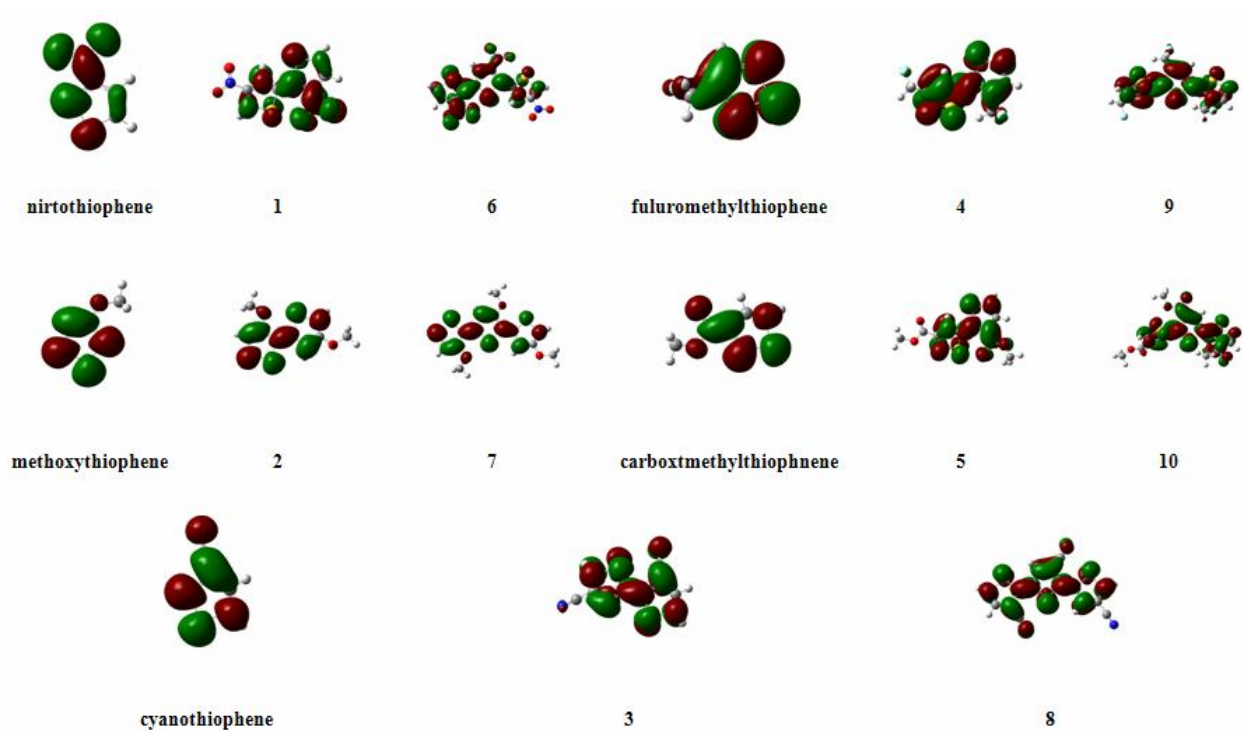 nirtothiophene 1 6 fuluromethylthiophene 4 9
methoxythiophene 2 7 carboxtmethylthiophnene 5 10
cyanothiophene 3 8